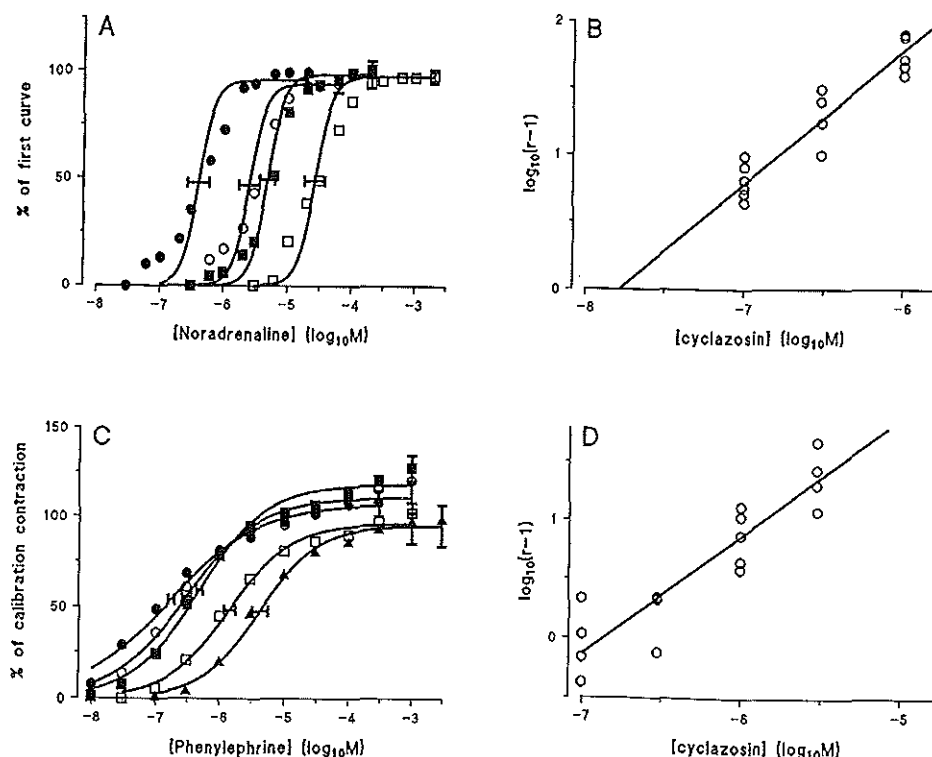 A
% of first curve
100
50
0
-8
-7
-6
-5
-4
-3
[Noradrenaline] (log10M)
B
log10(r-1)
2
1
0
-8
-7
-6
[cyclazosin] (log10M)
C
% of calibration contraction
150
100
50
0
-8
-7
-6
-5
-4
-3
[Phenylephrine] (log10M)
D
log10(r-1)
1
0
-7
-6
-5
[cyclazosin] (log10M)